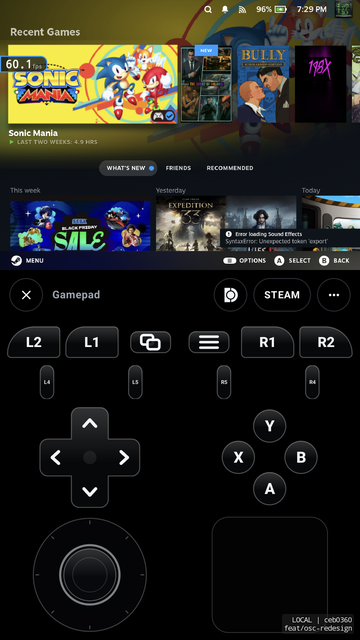 96% 7:29 PM
Recent Games
60.1fps
NEW
SONIC
MANIA
BULLY
198X
Sonic Mania
LAST TWO WEEKS: 4.9 HRS
WHAT'S NEW
FRIENDS
RECOMMENDED
This week
Yesterday
Today
SEGA
BLACK FRIDAY
SALE
EXPEDITION
33
Error loading Sound Effects
SyntaxError: Unexpected token 'export'
MENU
OPTIONS
A SELECT
B BACK
Gamepad
STEAM
L2
L1
R1
R2
L4
L5
R5
R4
Y
X
B
A
LOCAL | ceb0360
feat/osc-redesign